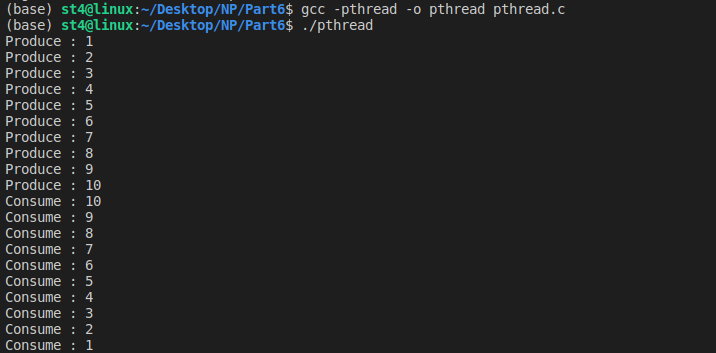 (base) st4@linux:~/Desktop/NP/Part6$ gcc -pthread -o pthread pthread.c
(base) st4@linux:~/Desktop/NP/Part6$ ./pthread
Produce : 1
Produce : 2
Produce : 3
Produce : 4
Produce : 5
Produce : 6
Produce : 7
Produce : 8
Produce : 9
Produce : 10
Consume : 10
Consume : 9
Consume : 8
Consume : 7
Consume : 6
Consume : 5
Consume : 4
Consume : 3
Consume : 2
Consume : 1